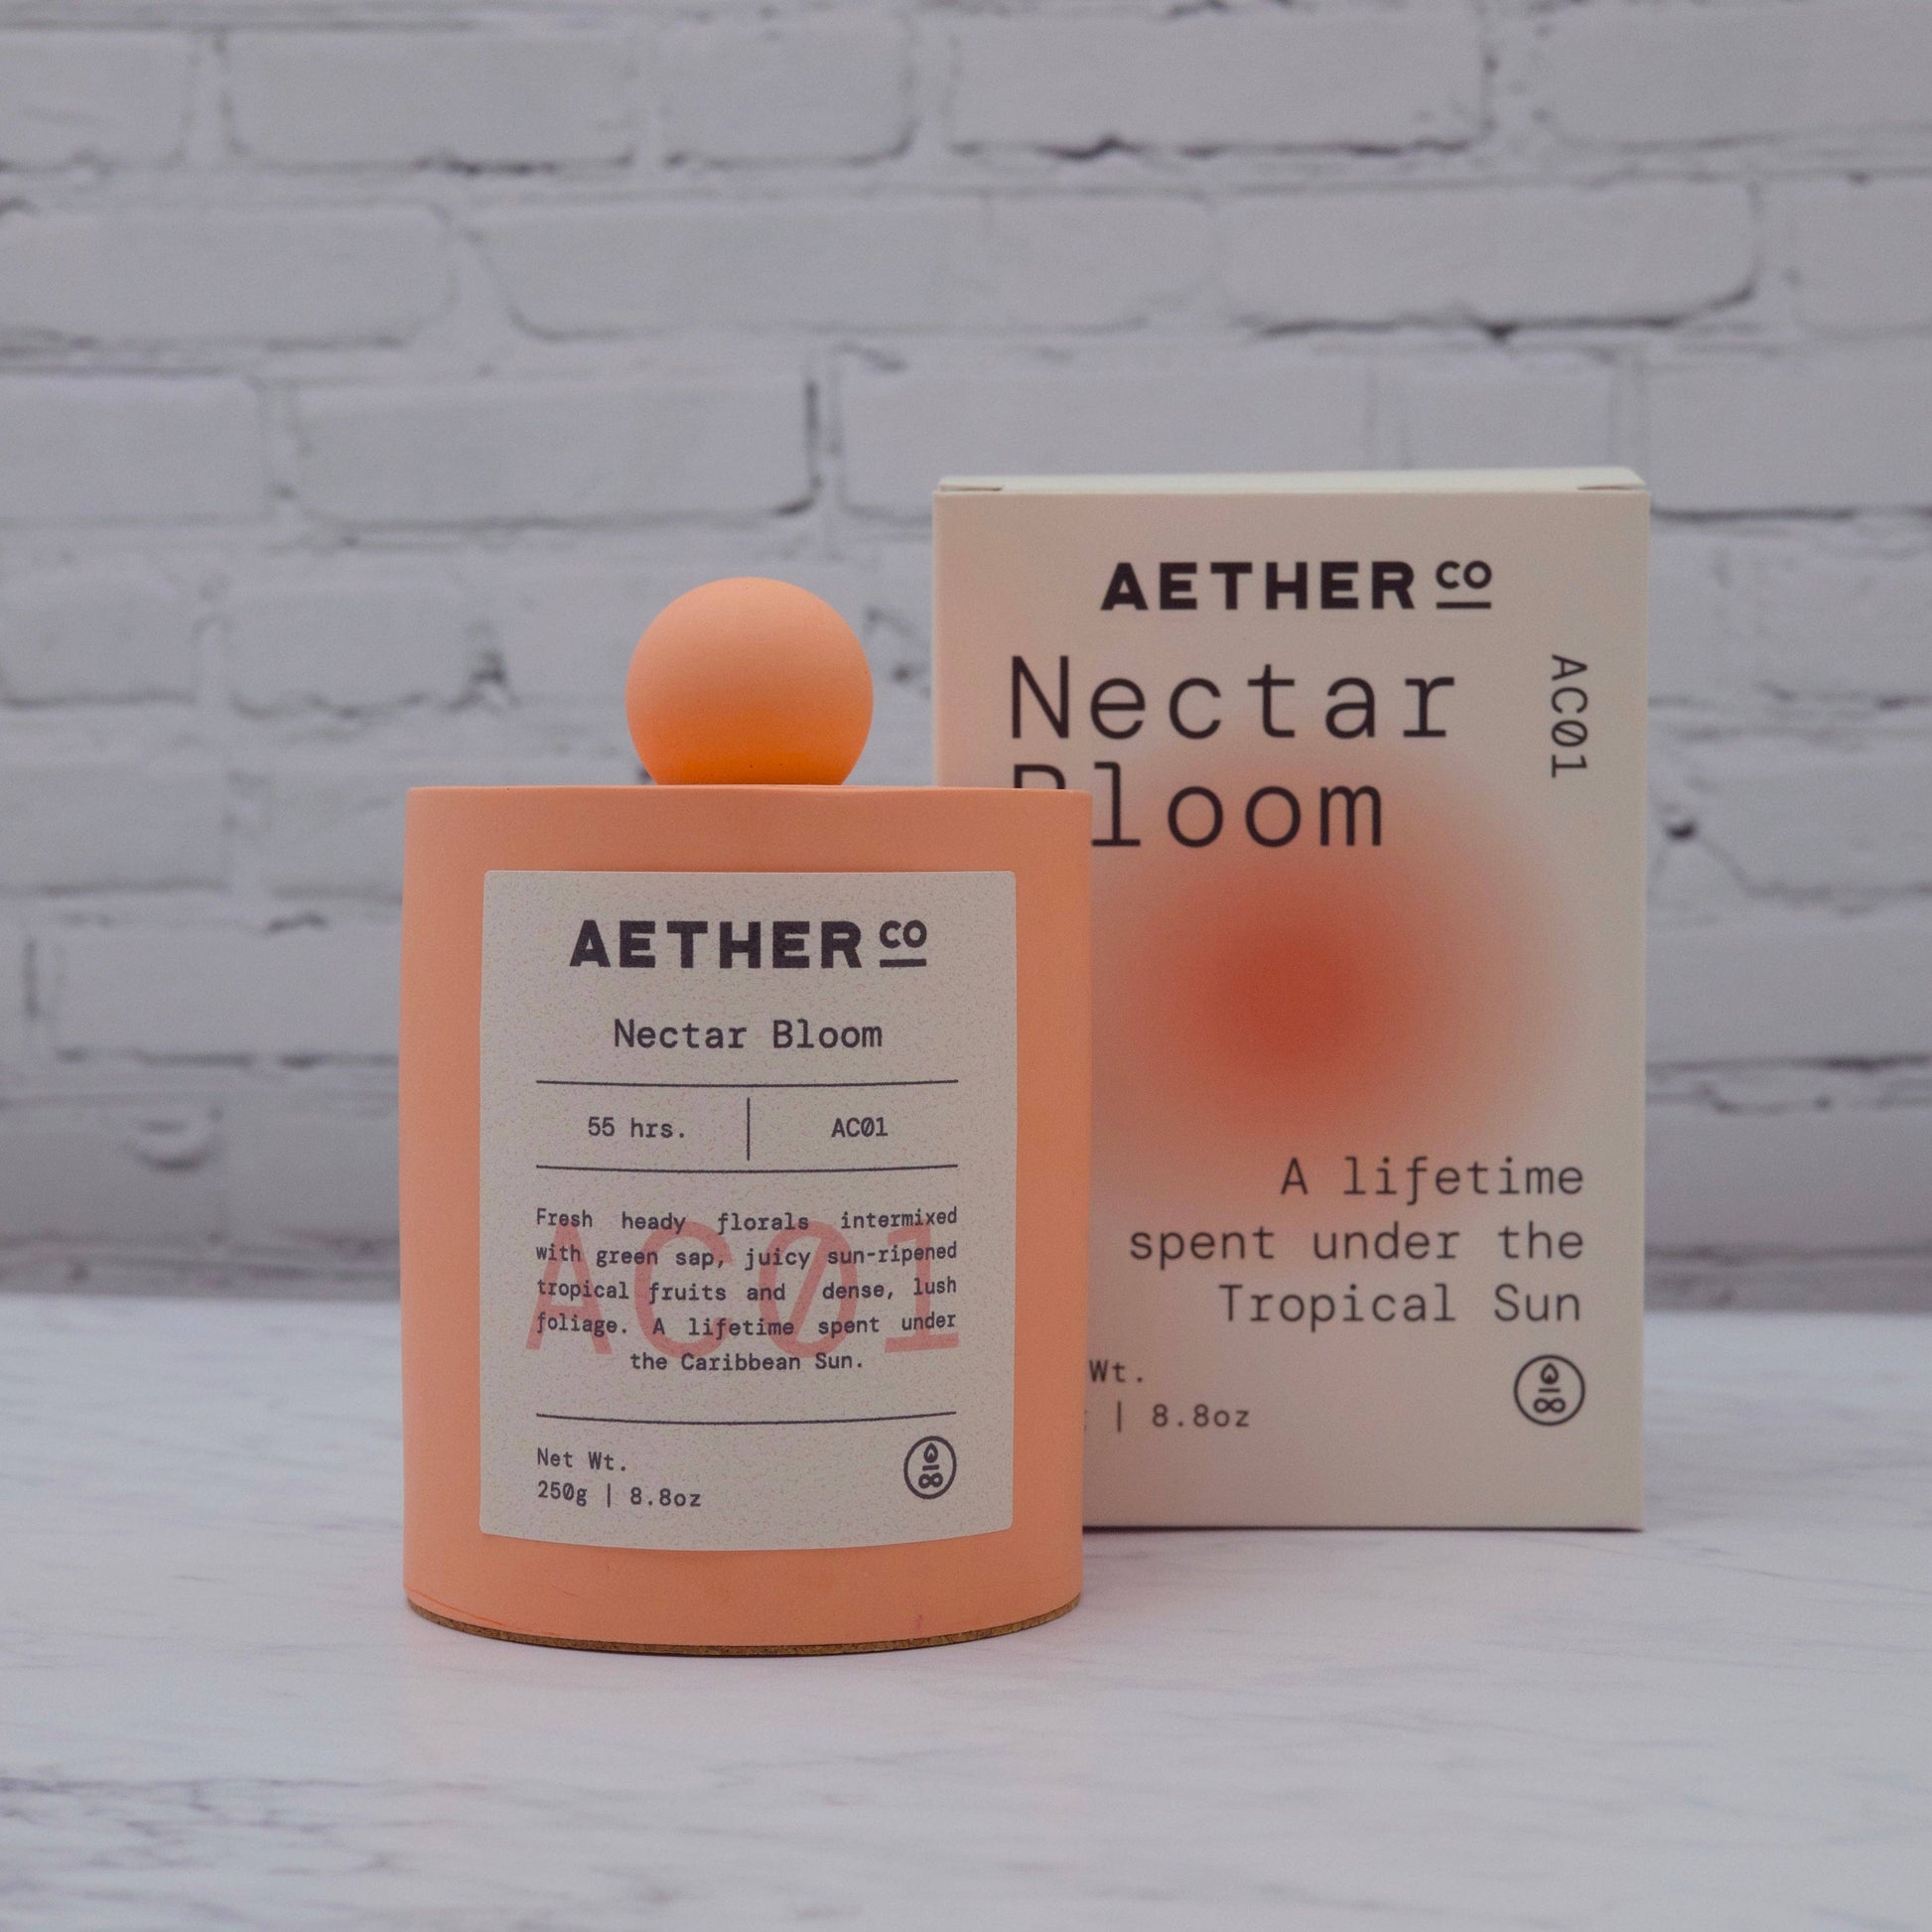 AETHER CO
Nectar
Bloom
AC01
A lifetime
spent under the
Tropical Sun
Wt.
| 8.8oz
AETHER CO
Nectar Bloom
55 hrs. | AC01
AC01
Fresh heady florals intermixed
with green sap, juicy sun-ripened
tropical fruits and dense, lush
foliage. A lifetime spent under
the Caribbean Sun.
Net Wt.
250g | 8.8oz